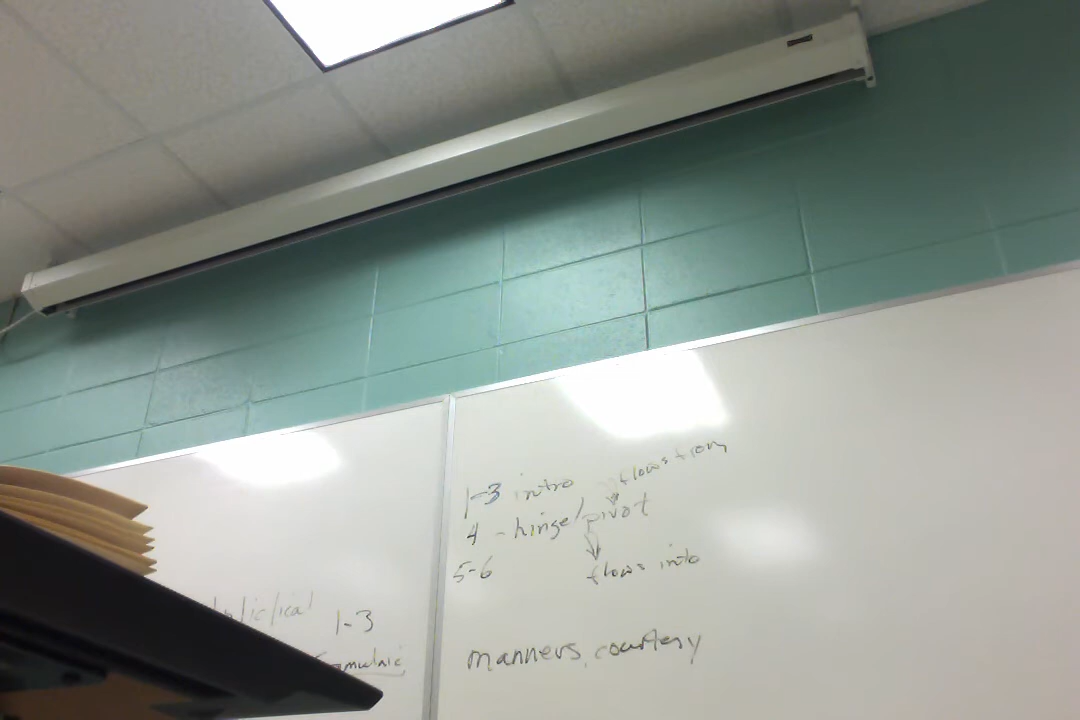 1-3
1-3 intro flows from
4 - hinge/pivot
5-6 flows into
manners, courtesy